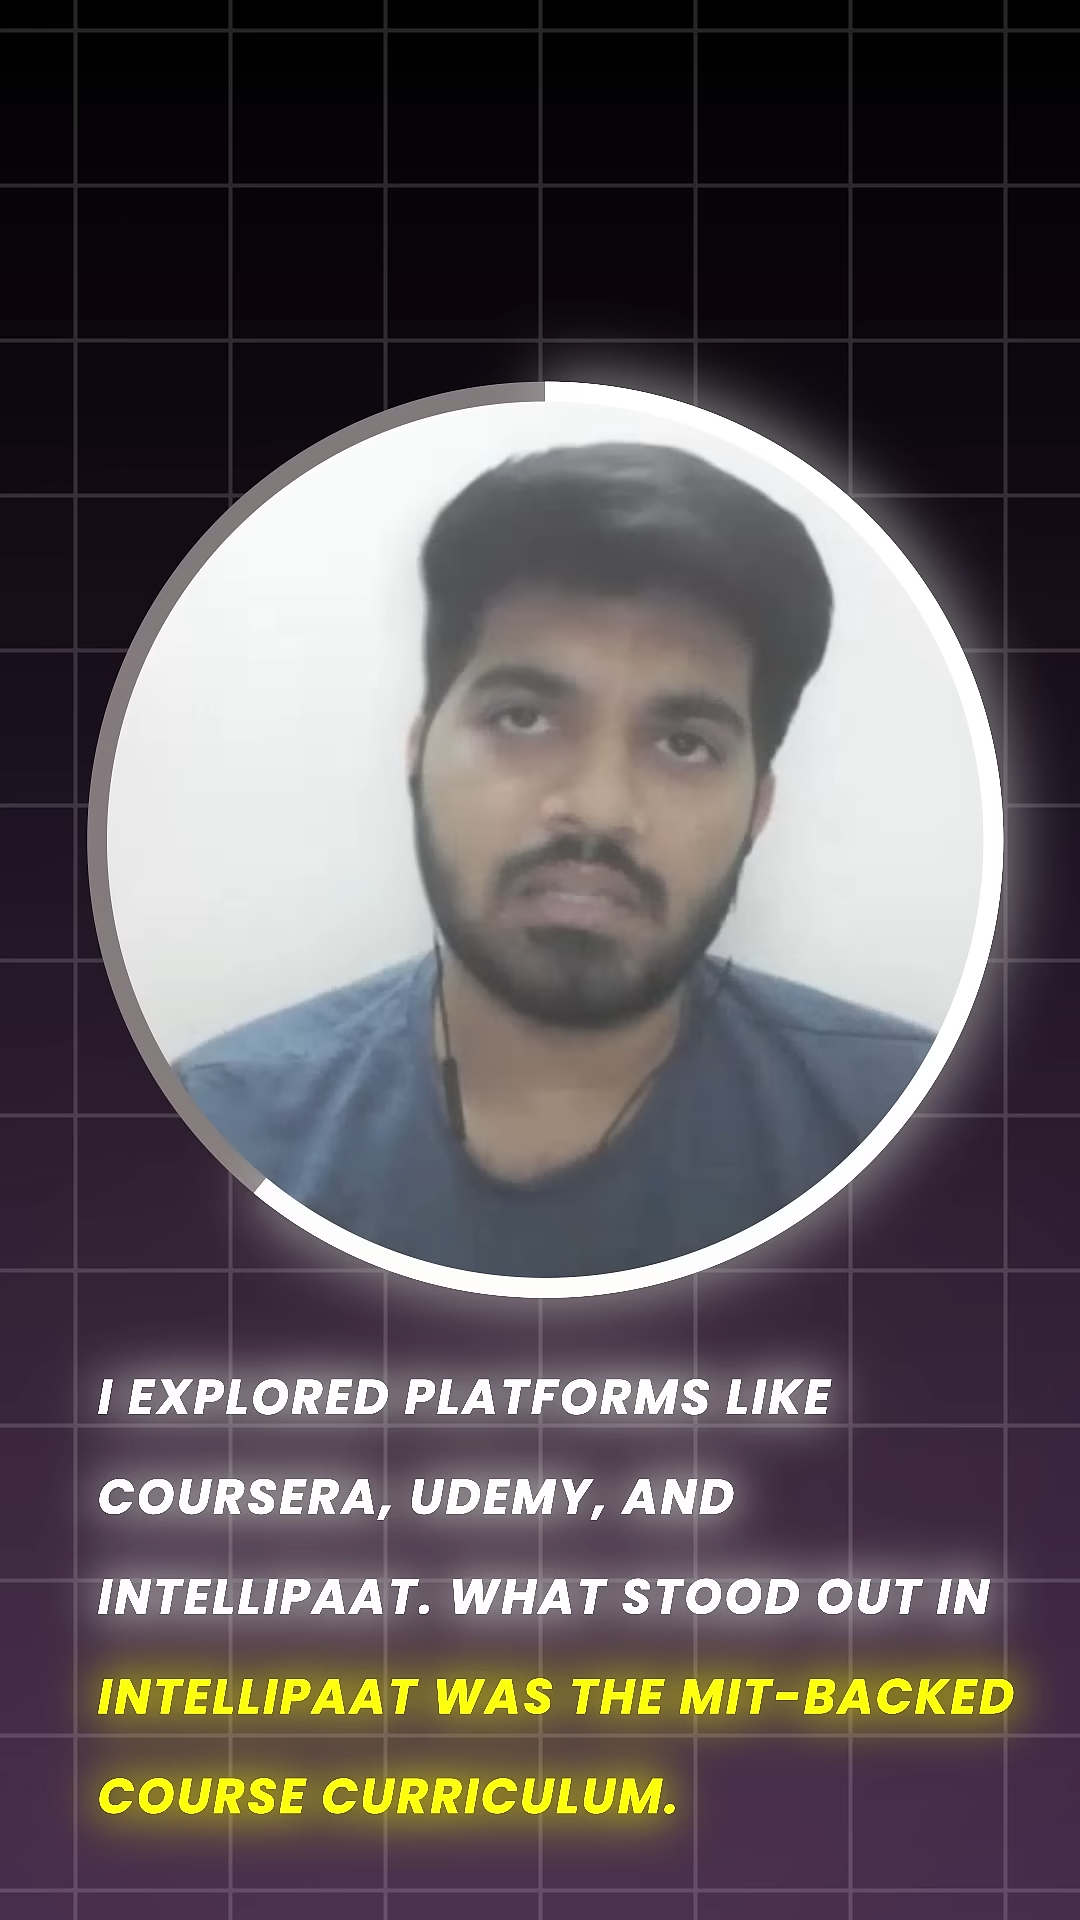 I EXPLORED PLATFORMS LIKE
COURSERA, UDEMY, AND
INTELLIPAAT. WHAT STOOD OUT IN
INTELLIPAAT WAS THE MIT-BACKED
COURSE CURRICULUM.